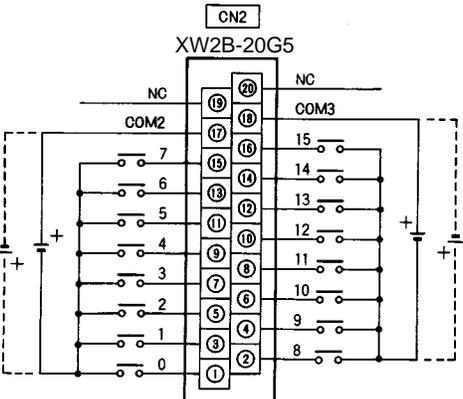 CN2
XW2B-20G5
NC ⑲ ⑳ NC
COM2 ⑰ ⑱ COM3
7 ⑮ ⑯ 15
6 ⑬ ⑭ 14
5 ⑪ ⑫ 13
4 ⑨ ⑩ 12
3 ⑦ ⑧ 11
2 ⑤ ⑥ 10
1 ③ ④ 9
0 ① ② 8
+ + + +